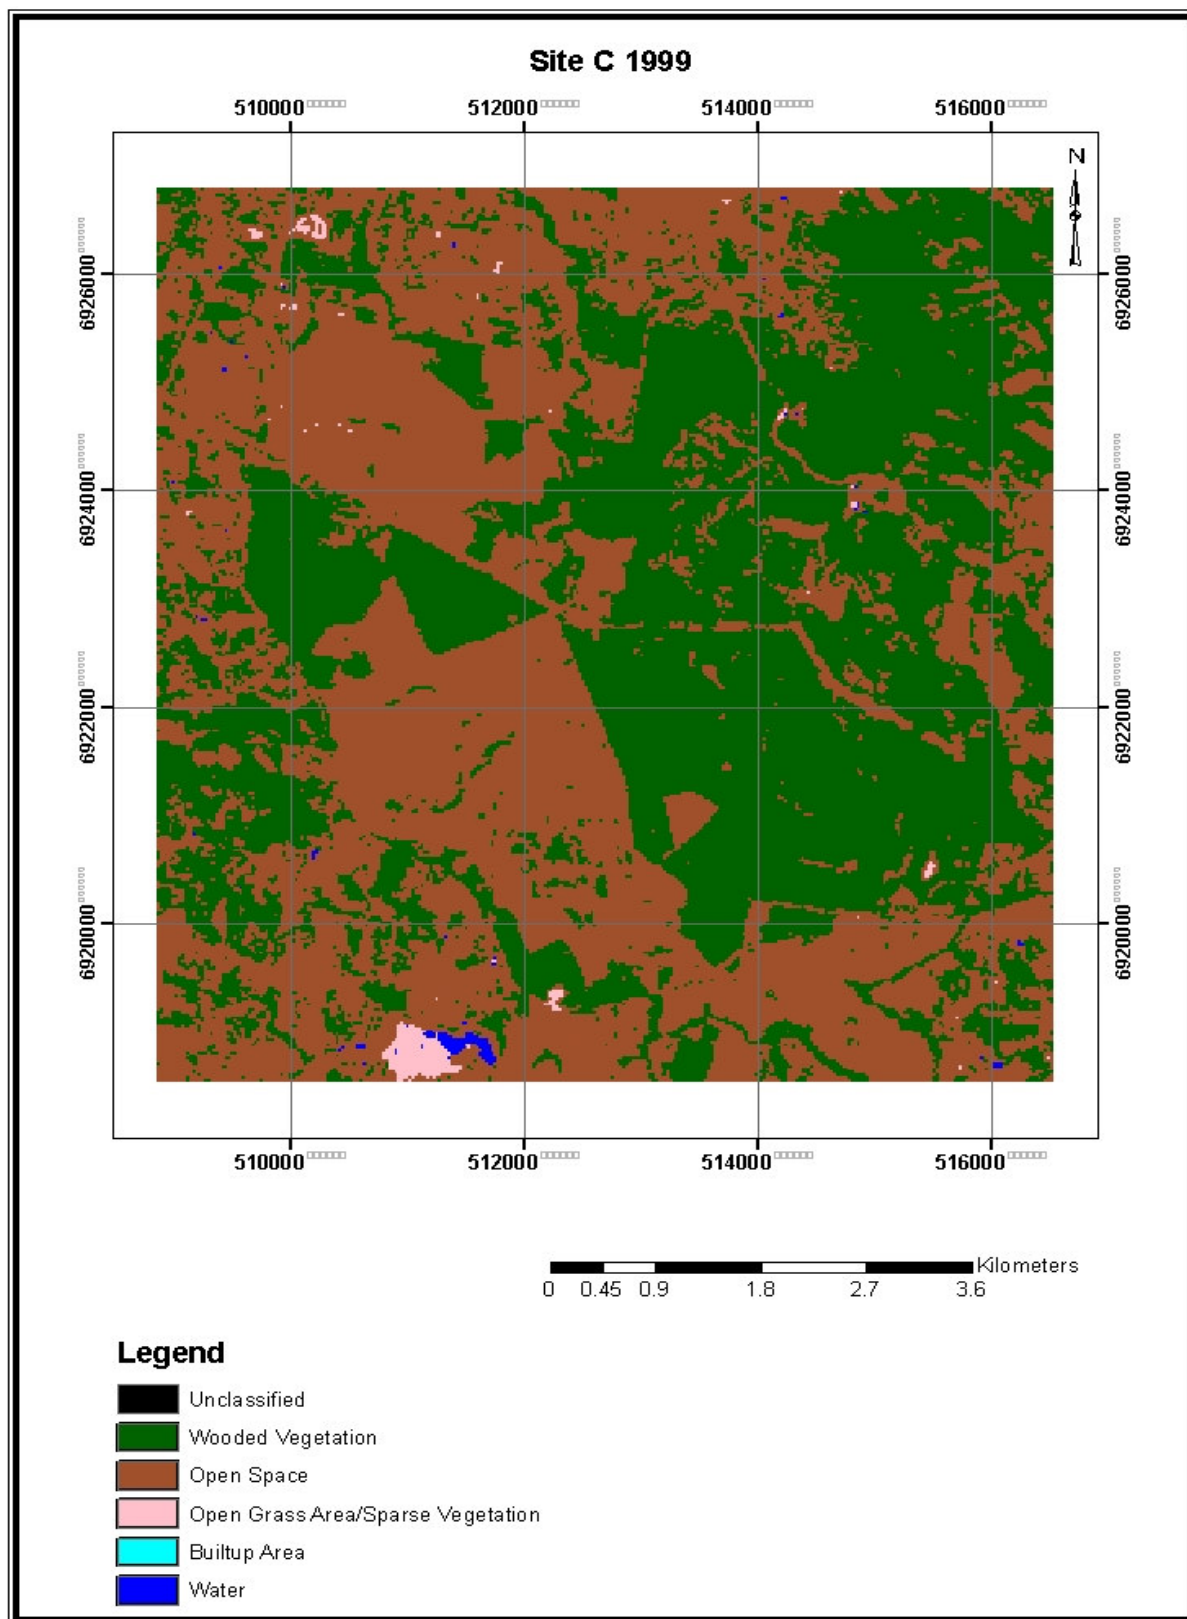 Site C 1999
510000 512000 514000 516000
N
6926000 6926000
6924000 6924000
6922000 6922000
6920000 6920000
510000 512000 514000 516000
Kilometers
0 0.45 0.9 1.8 2.7 3.6
Legend
Unclassified
Wooded Vegetation
Open Space
Open Grass Area/Sparse Vegetation
Builtup Area
Water